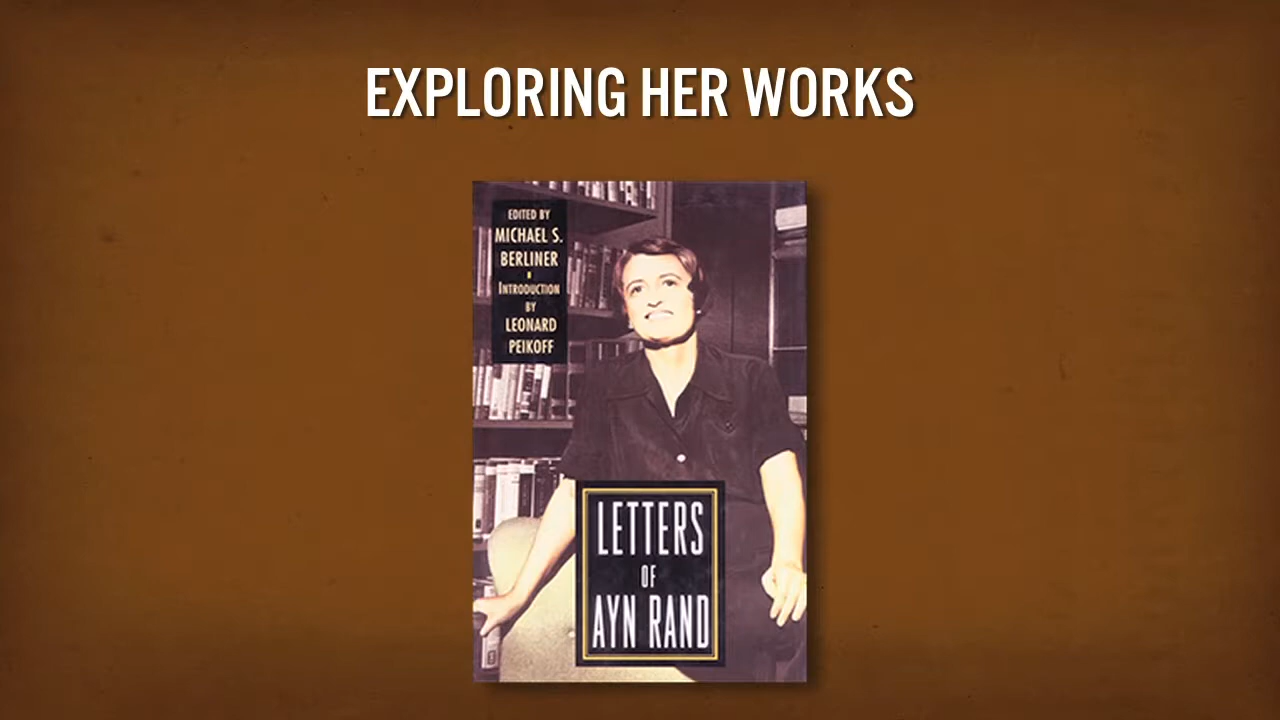 EXPLORING HER WORKS
EDITED BY
MICHAEL S.
BERLINER
INTRODUCTION
BY
LEONARD
PEIKOFF
LETTERS
OF
AYN RAND